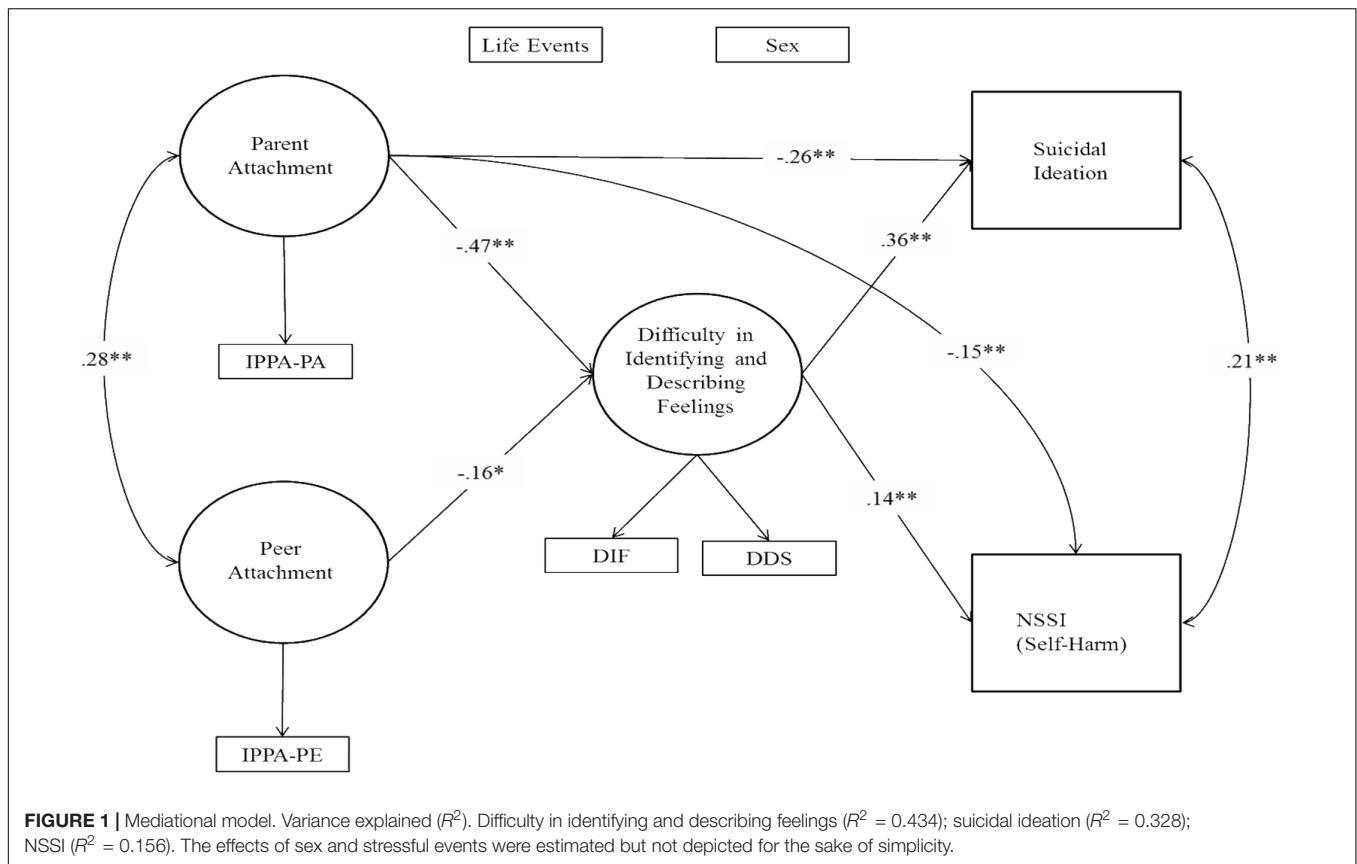 Life Events
Sex
Parent
Attachment
-.26**
Suicidal
Ideation
-.47**
.36**
IPPA-PA
.28**
Difficulty in
Identifying and
Describing
Feelings
-.15**
.21**
-.16*
.14**
Peer
Attachment
DIF
DDS
NSSI
(Self-Harm)
IPPA-PE
FIGURE 1 | Mediational model. Variance explained (R²). Difficulty in identifying and describing feelings (R² = 0.434); suicidal ideation (R² = 0.328);
NSSI (R² = 0.156). The effects of sex and stressful events were estimated but not depicted for the sake of simplicity.